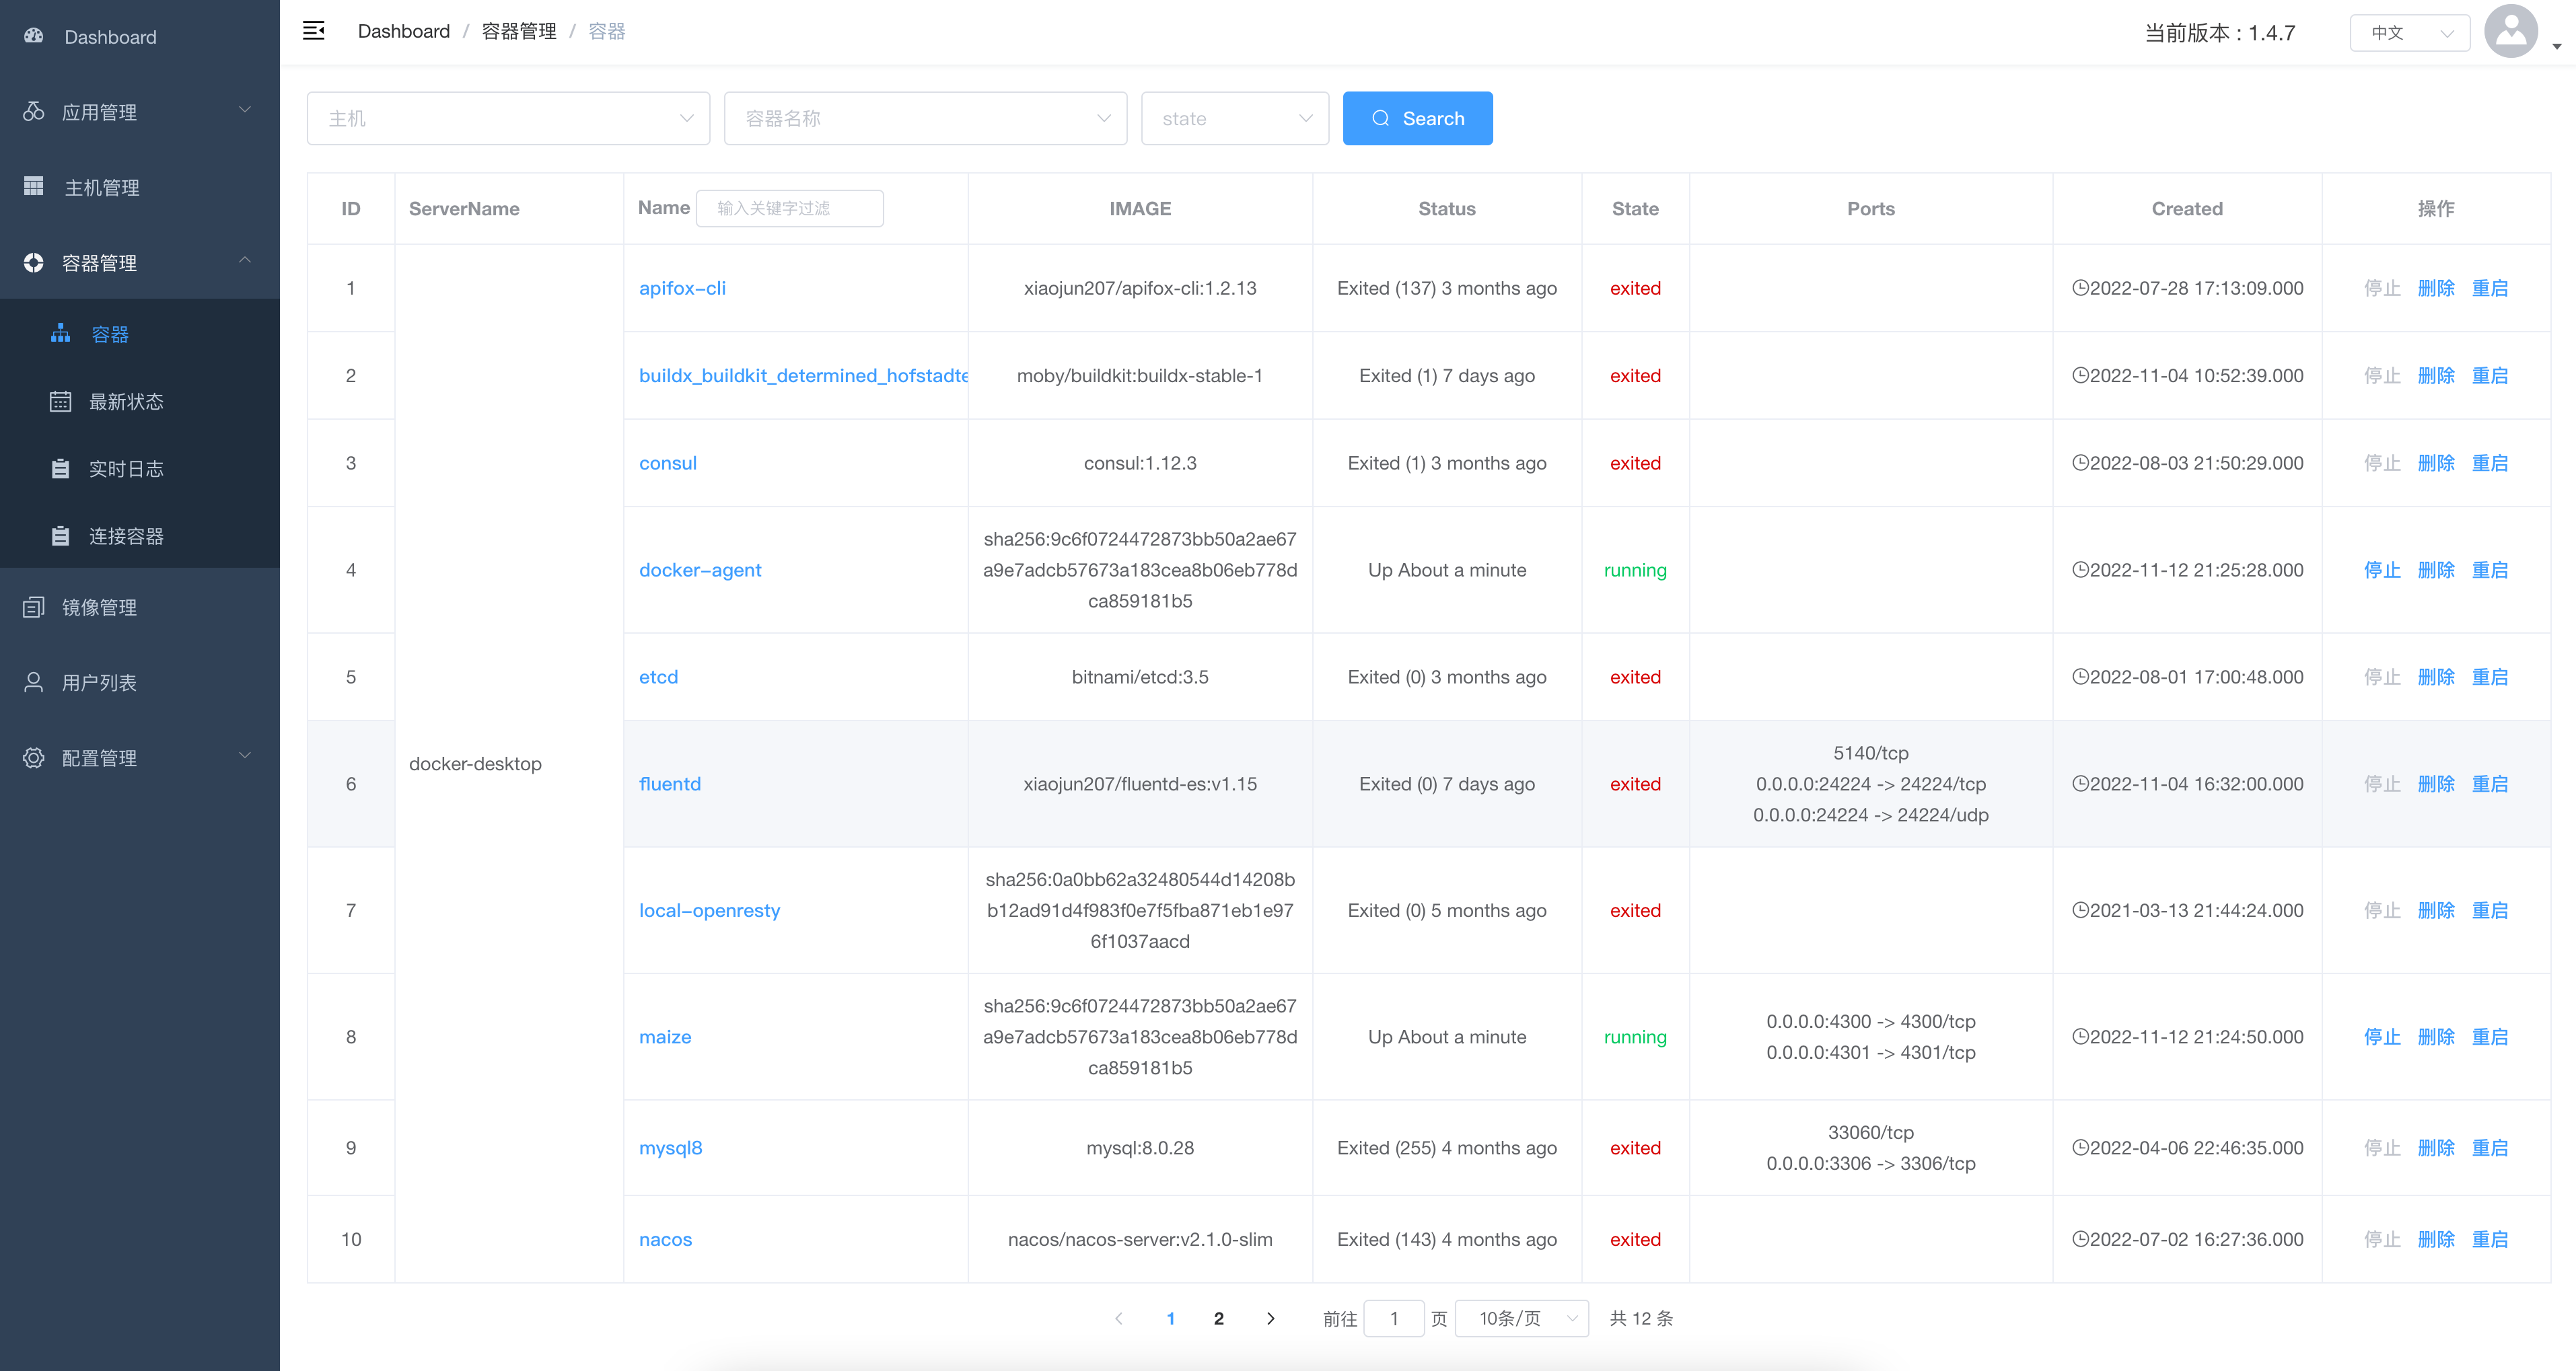 Dashboard
应用管理
主机管理
容器管理
容器
最新状态
实时日志
连接容器
镜像管理
用户列表
配置管理
Dashboard / 容器管理 / 容器
当前版本 : 1.4.7
中文
主机
容器名称
state
Search
ID ServerName Name 输入关键字过滤 IMAGE Status State Ports Created 操作
docker-desktop
1 apifox-cli xiaojun207/apifox-cli:1.2.13 Exited (137) 3 months ago exited 2022-07-28 17:13:09.000 停止 删除 重启
2 buildx_buildkit_determined_hofstadte moby/buildkit:buildx-stable-1 Exited (1) 7 days ago exited 2022-11-04 10:52:39.000 停止 删除 重启
3 consul consul:1.12.3 Exited (1) 3 months ago exited 2022-08-03 21:50:29.000 停止 删除 重启
sha256:9c6f0724472873bb50a2ae67
4 docker-agent a9e7adcb57673a183cea8b06eb778d Up About a minute running 2022-11-12 21:25:28.000 停止 删除 重启
ca859181b5
5 etcd bitnami/etcd:3.5 Exited (0) 3 months ago exited 2022-08-01 17:00:48.000 停止 删除 重启
5140/tcp
6 fluentd xiaojun207/fluentd-es:v1.15 Exited (0) 7 days ago exited 0.0.0.0:24224 -> 24224/tcp 2022-11-04 16:32:00.000 停止 删除 重启
0.0.0.0:24224 -> 24224/udp
sha256:0a0bb62a32480544d14208b
7 local-openresty b12ad91d4f983f0e7f5fba871eb1e97 Exited (0) 5 months ago exited 2021-03-13 21:44:24.000 停止 删除 重启
6f1037aacd
sha256:9c6f0724472873bb50a2ae67
0.0.0.0:4300 -> 4300/tcp
8 maize a9e7adcb57673a183cea8b06eb778d Up About a minute running 2022-11-12 21:24:50.000 停止 删除 重启
0.0.0.0:4301 -> 4301/tcp
ca859181b5
33060/tcp
9 mysql8 mysql:8.0.28 Exited (255) 4 months ago exited 2022-04-06 22:46:35.000 停止 删除 重启
0.0.0.0:3306 -> 3306/tcp
10 nacos nacos/nacos-server:v2.1.0-slim Exited (143) 4 months ago exited 2022-07-02 16:27:36.000 停止 删除 重启
1 2 前往 1 页 10条/页 共 12 条